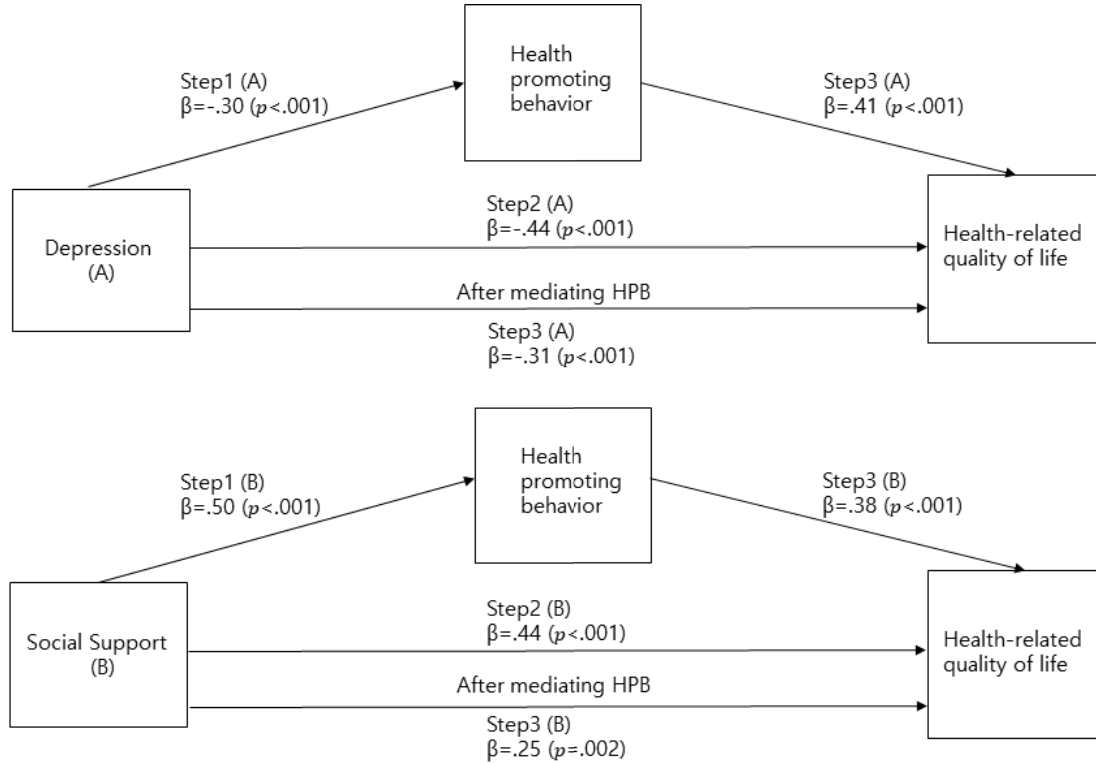 Health
promoting
behavior
Step1 (A)
β=-.30 (p<.001)
Step3 (A)
β=.41 (p<.001)
Depression
(A)
Step2 (A)
β=-.44 (p<.001)
After mediating HPB
Step3 (A)
β=-.31 (p<.001)
Health-related
quality of life
Health
promoting
behavior
Step1 (B)
β=.50 (p<.001)
Step3 (B)
β=.38 (p<.001)
Social Support
(B)
Step2 (B)
β=.44 (p<.001)
After mediating HPB
Step3 (B)
β=.25 (p=.002)
Health-related
quality of life